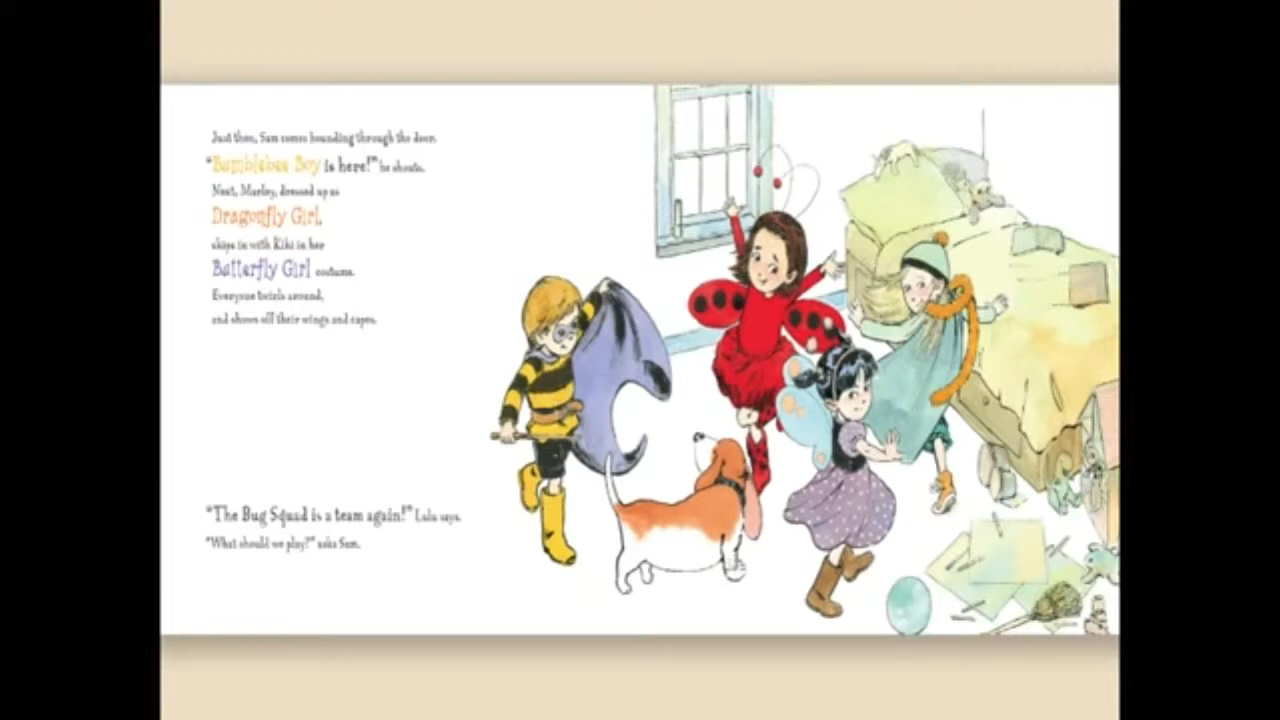 Just then, Sam comes bounding through the door.
"Bumblebee Boy is here!" he shouts.
Next, Marley, dressed up as
Dragonfly Girl,
skips in with Kiki in her
Butterfly Girl costume.
Everyone twirls around,
and shows off their wings and capes.
"The Bug Squad is a team again!" Lulu says.
"What should we play?" asks Sam.